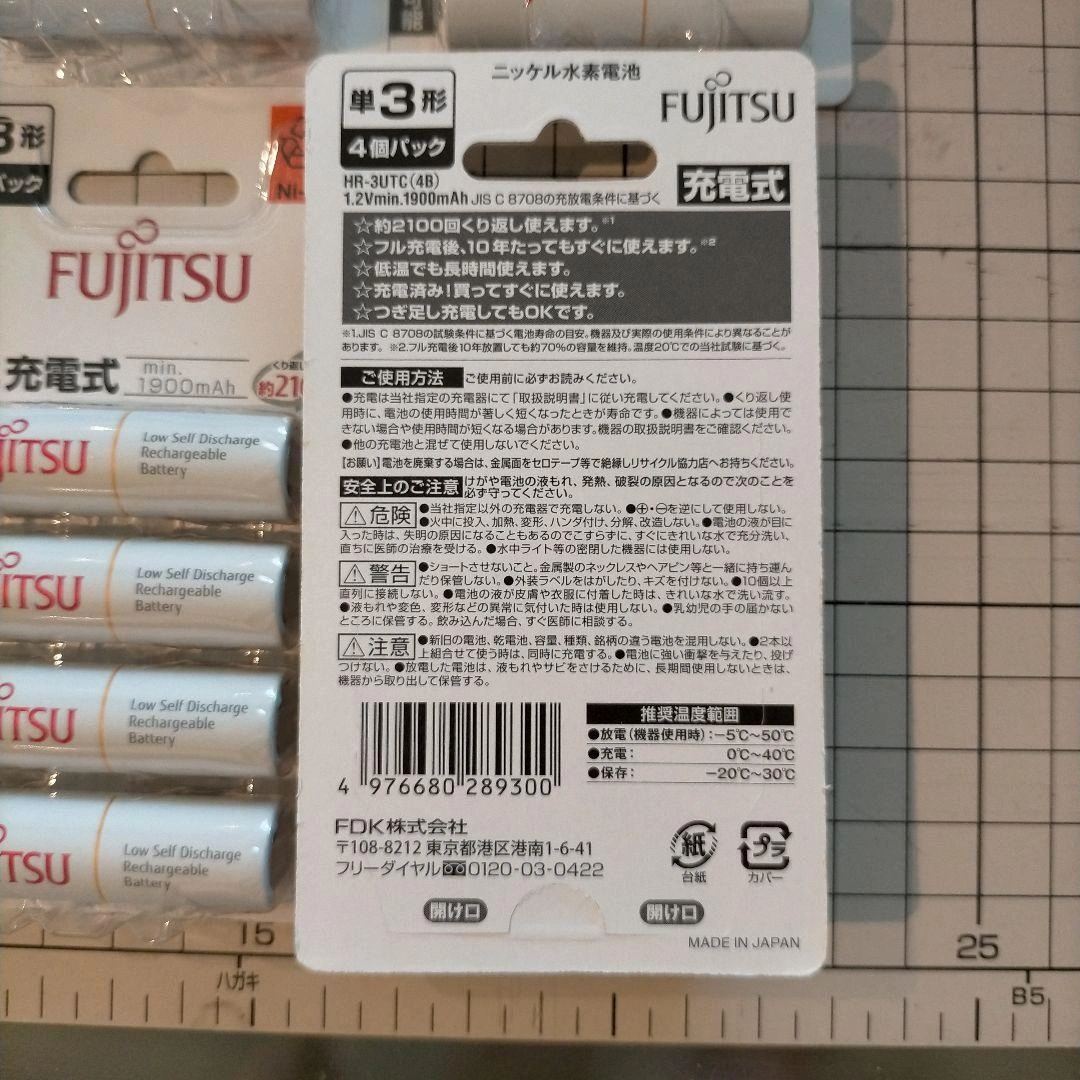 ニッケル水素電池
単3形
4個パック
FUJITSU
HR-3UTC(4B)
1.2Vmin.1900mAh JIS C 8708の充放電条件に基づく
充電式
☆約2100回くり返し使えます。※1
☆フル充電後、10年たってもすぐに使えます。※2
☆低温でも長時間使えます。
☆充電済み!買ってすぐに使えます。
☆つぎ足し充電してもOKです。
※1.JIS C 8708の試験条件に基づく電池寿命の目安。機器及び実際の使用条件により異なることが
あります。 ※2.フル充電後10年放置しても約70%の容量を維持。温度20℃での当社試験に基づく。
ご使用方法 ご使用前に必ずお読みください。
●充電は当社指定の充電器にて「取扱説明書」に従い充電してください。●くり返し使
用時に、電池の使用時間が著しく短くなったときが寿命です。●機器によっては使用で
きない場合や使用時間が短くなる場合があります。機器の取扱説明書をご確認ください。
●他の充電池と混ぜて使用しないでください。
【お願い】電池を廃棄する場合は、金属面をセロテープ等で絶縁しリサイクル協力店へお持ちください。
安全上のご注意 けがや電池の液もれ、発熱、破裂の原因となるので次のことを
必ず守ってください。
⚠危険 ●当社指定以外の充電器で充電しない。●⊕・⊖を逆にして使用しない。
●火中に投入、加熱、変形、ハンダ付け、分解、改造しない。●電池の液が目に
入った時は、失明の原因になることもあるのでこすらずに、すぐにきれいな水で充分洗い、
直ちに医師の治療を受ける。●水中ライト等の密閉した機器には使用しない。
⚠警告 ●ショートさせないこと。金属製のネックレスやヘアピン等と一緒に持ち運ん
だり保管しない。●外装ラベルをはがしたり、キズを付けない。●10個以上
直列に接続しない。●電池の液が皮膚や衣服に付着した時は、きれいな水で洗い流す。
●液もれや変色、変形などの異常に気付いた時は使用しない。●乳幼児の手の届かない
ところに保管する。飲み込んだ場合、すぐ医師に相談する。
⚠注意 ●新旧の電池、乾電池、容量、種類、銘柄の違う電池を混用しない。●2本以
上組合せて使う時は、同時に充電する。●電池に強い衝撃を与えたり、投げ
つけない。●放電した電池は、液もれやサビをさけるために、長期間使用しないときは、
機器から取り出して保管する。
推奨温度範囲
●放電(機器使用時):−5℃〜50℃
●充電: 0℃〜40℃
●保存: −20℃〜30℃
4 976680 289300
FDK株式会社
〒108-8212 東京都港区港南1-6-41
フリーダイヤル 0120-03-0422
紙
台紙
プラ
カバー
開け口
開け口
MADE IN JAPAN
3形
パック
Ni-
FUJITSU
充電式
min.
1900mAh
くり返し
約210
ITSU
Low Self Discharge
Rechargeable
Battery
ITSU
Low Self Discharge
Rechargeable
Battery
ITSU
Low Self Discharge
Rechargeable
Battery
TSU
Low Self Discharge
Rechargeable
Battery
15
ハガキ
25
B5